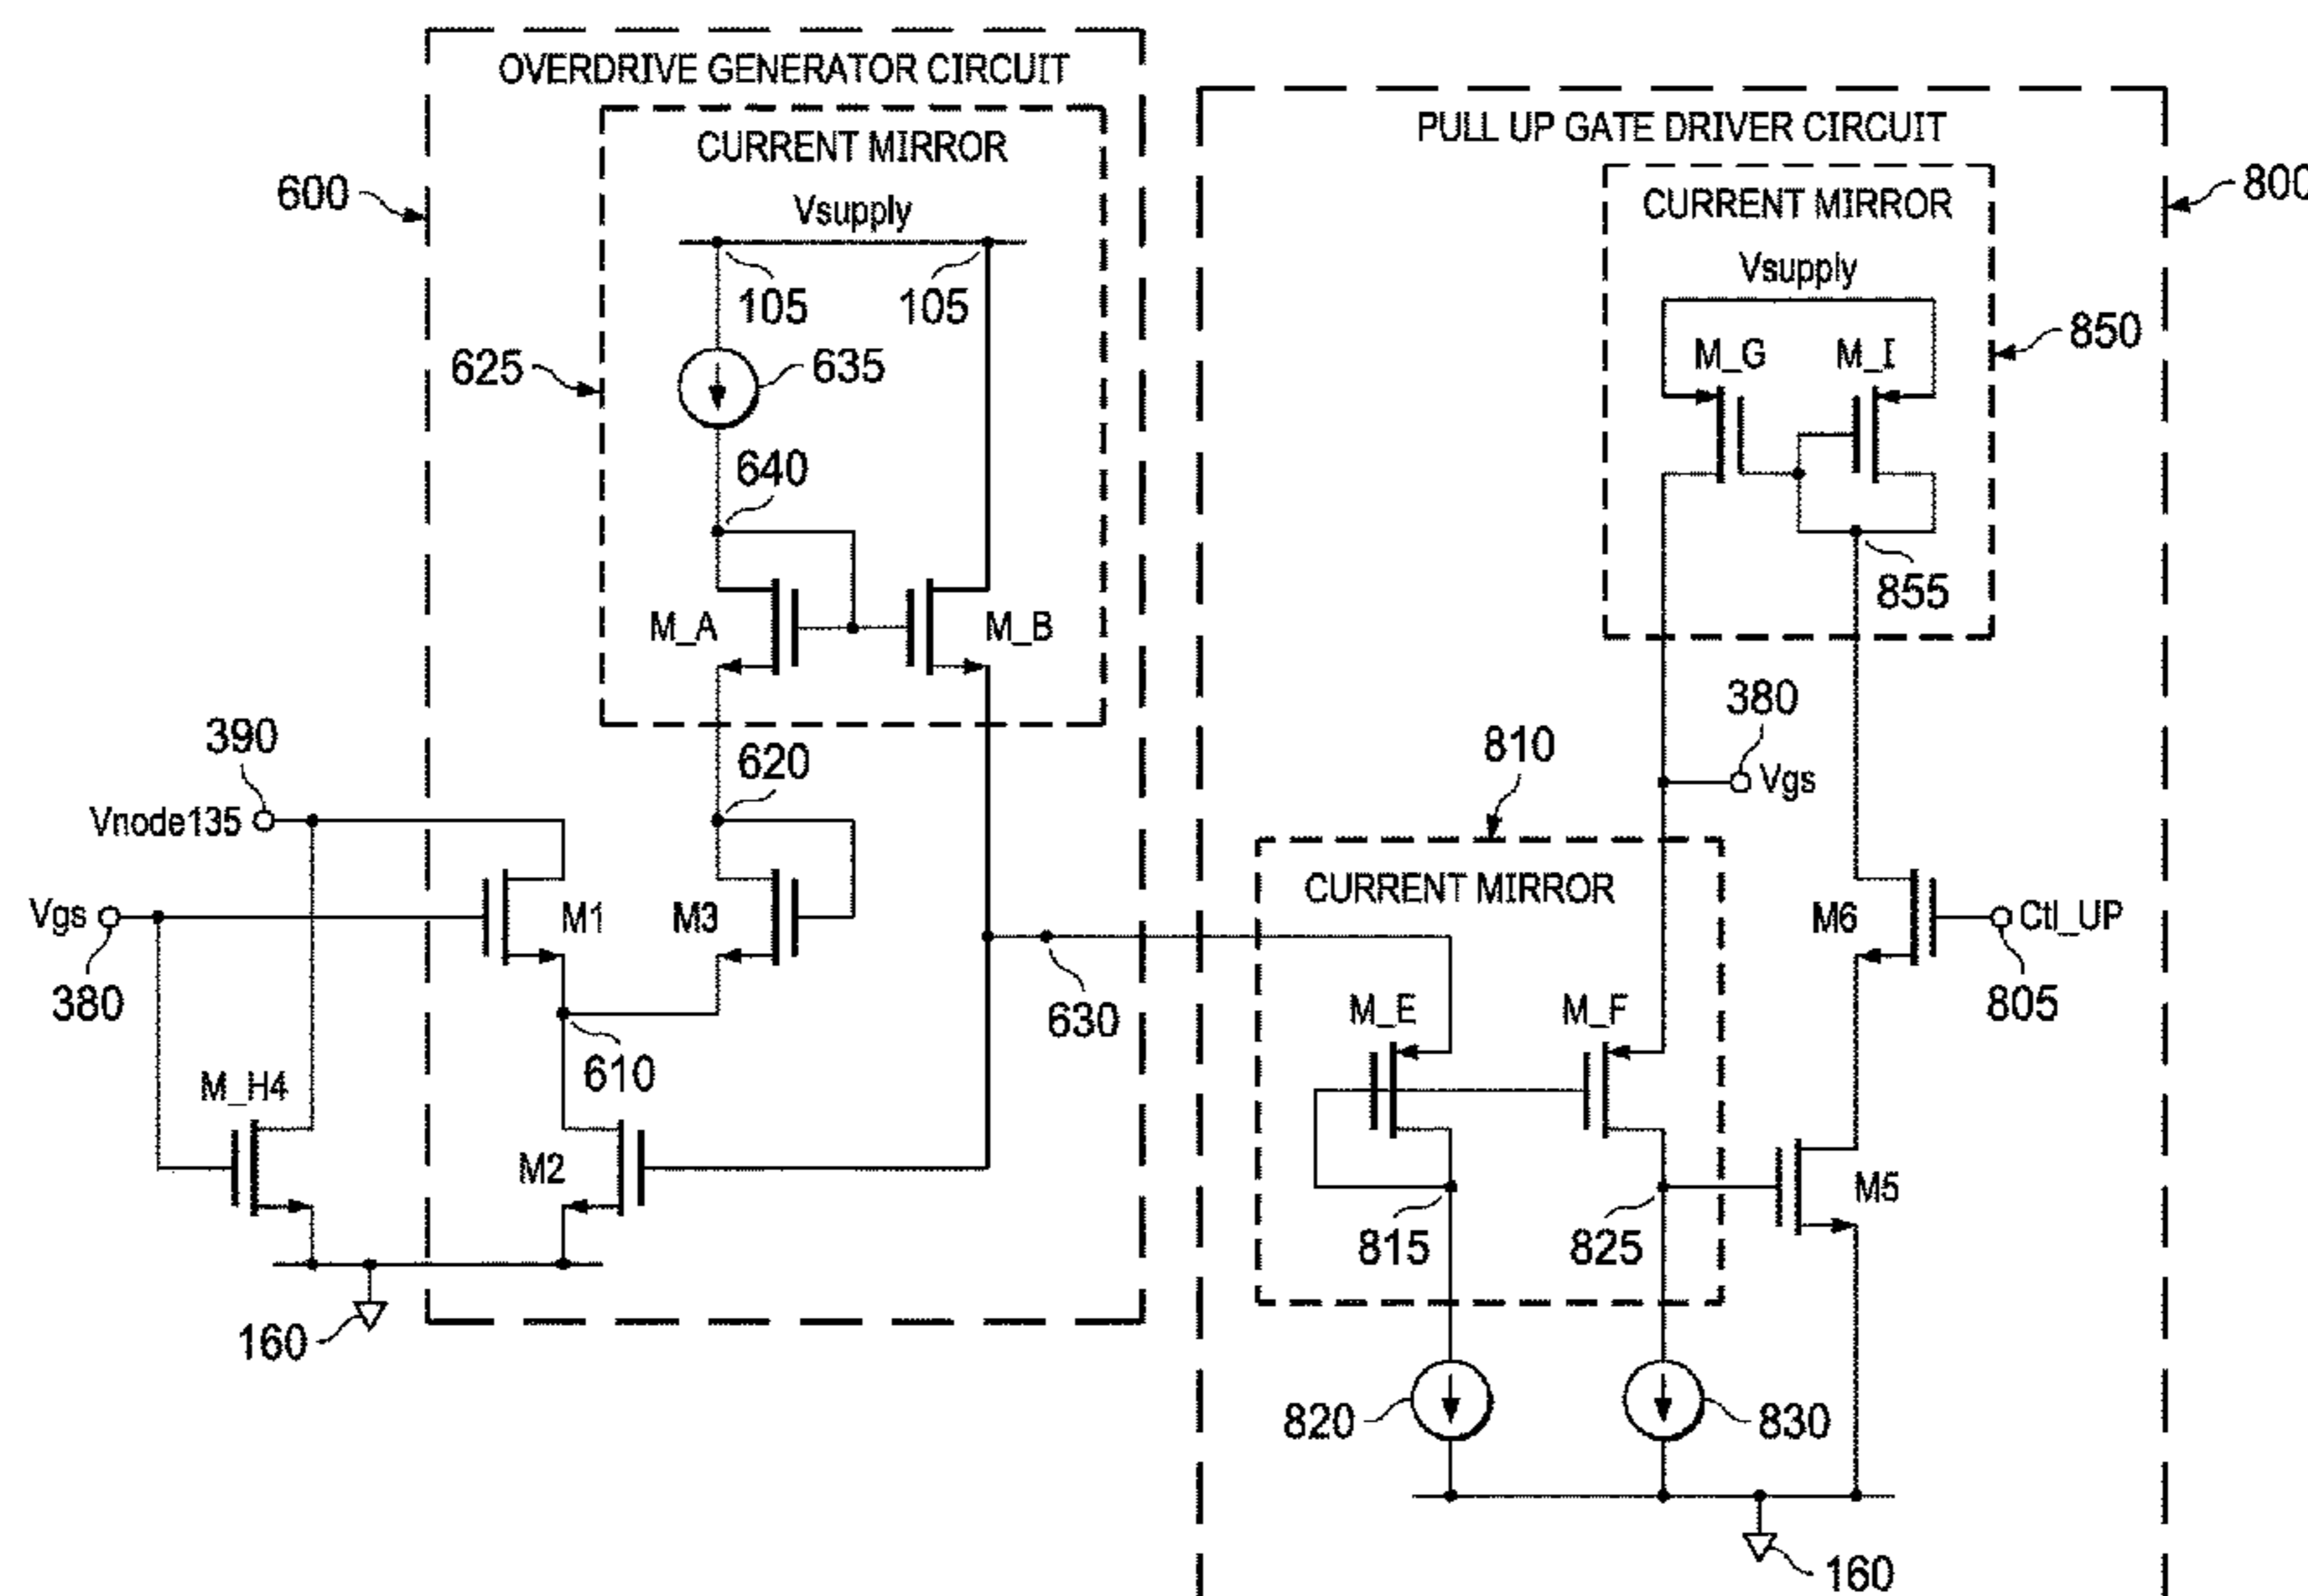 OVERDRIVE GENERATOR CIRCUIT
CURRENT MIRROR
Vsupply
600
105
105
625
635
640
M_A
M_B
390
620
Vnode135
Vgs
M1
M3
380
610
630
M_H4
M2
160
PULL UP GATE DRIVER CIRCUIT
CURRENT MIRROR
800
Vsupply
M_G
M_I
850
855
380
Vgs
810
CURRENT MIRROR
M6
Ctl_UP
805
M_E
M_F
M5
815
825
820
830
160